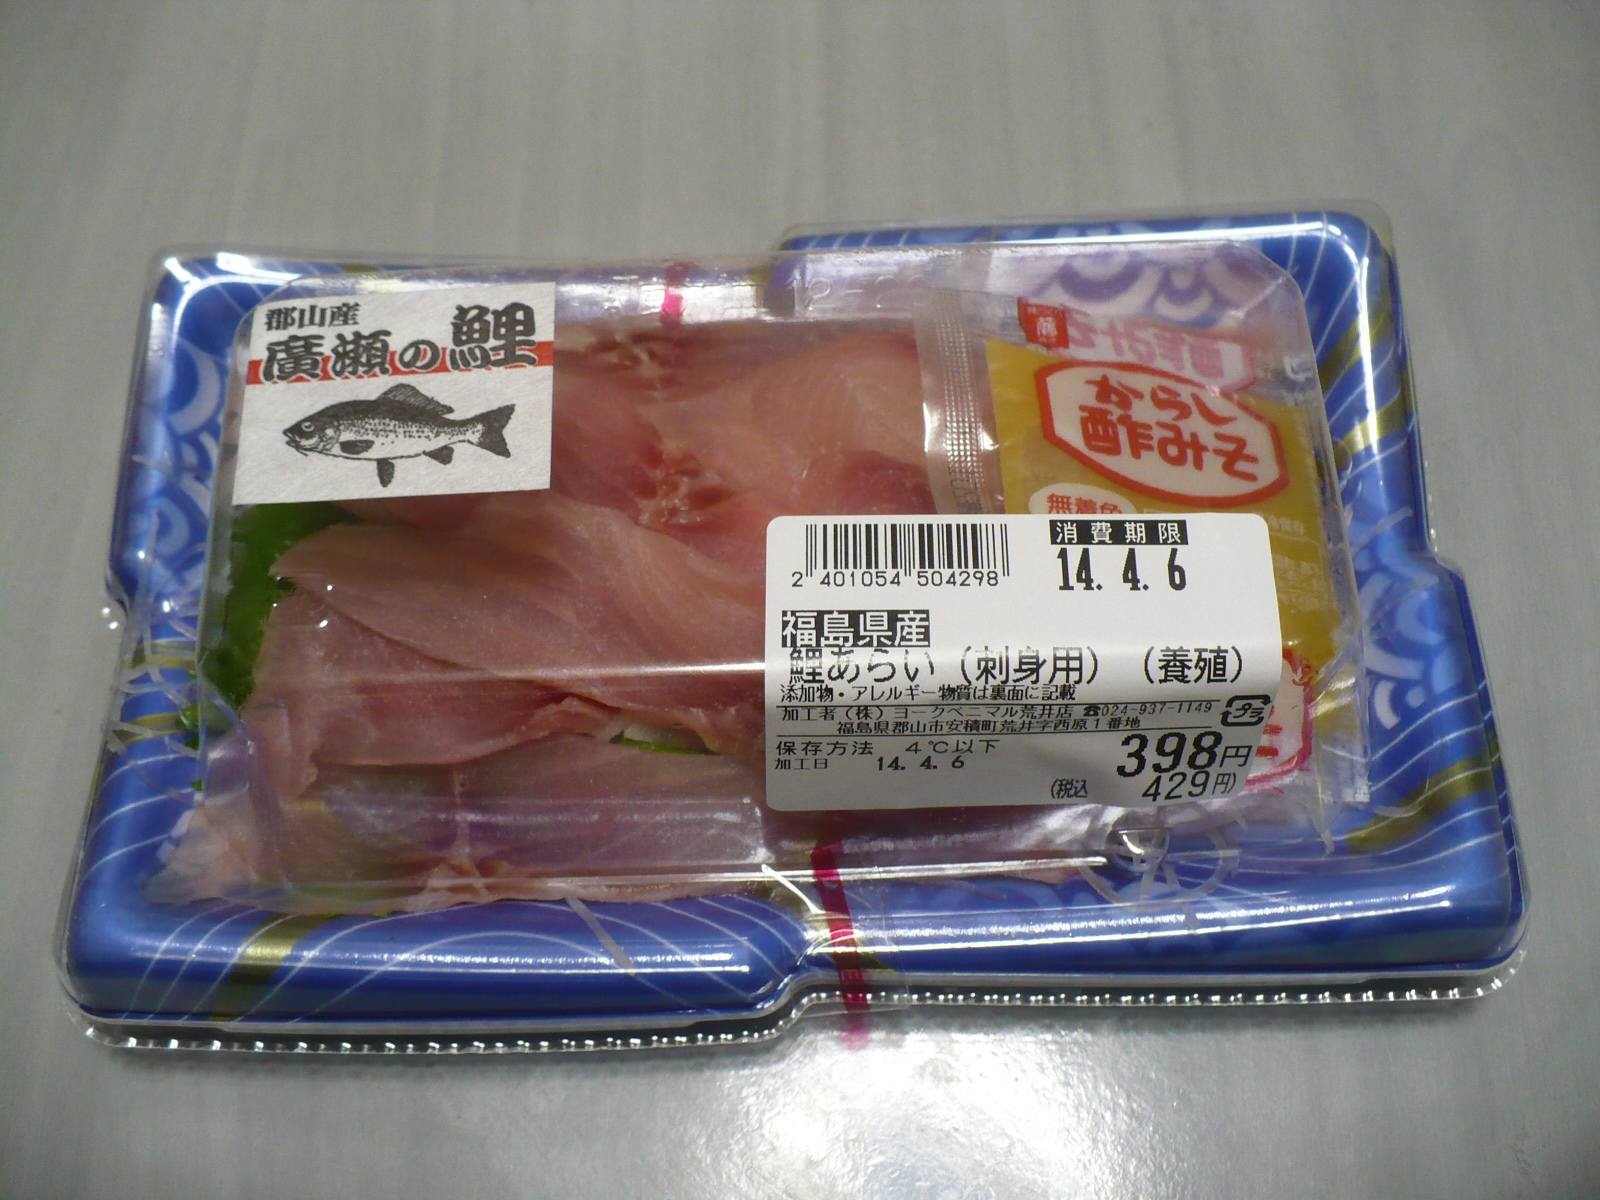 郡山産
廣瀬の鯉
からし
酢みそ
無着色
2 401054 504298
消費期限
14. 4. 6
福島県産
鯉あらい（刺身用）（養殖）
添加物・アレルギー物質は裏面に記載
加工者（株）ヨークベニマル荒井店 ☎024-937-1149
福島県郡山市安積町荒井字西原１番地
プラ
保存方法 ４℃以下
加工日 14. 4. 6
398円
(税込 429円)